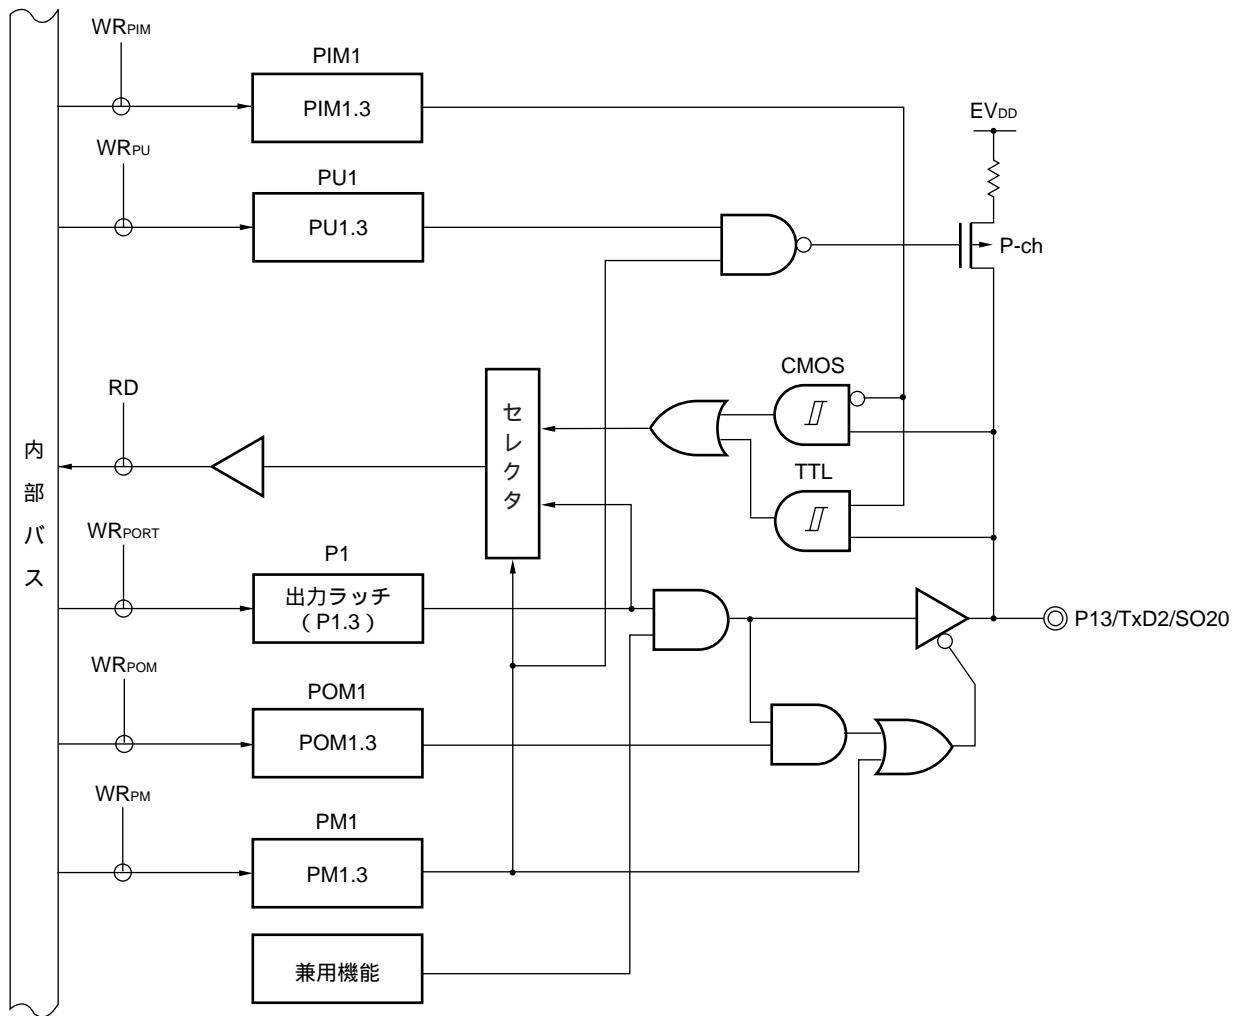 WRPIM
PIM1
PIM1.3
EVDD
WRPU
PU1
PU1.3
P-ch
CMOS
RD
セレクタ
TTL
内部バス
WRPORT
P1
出力ラッチ
（P1.3）
P13/TxD2/SO20
WRPOM
POM1
POM1.3
WRPM
PM1
PM1.3
兼用機能